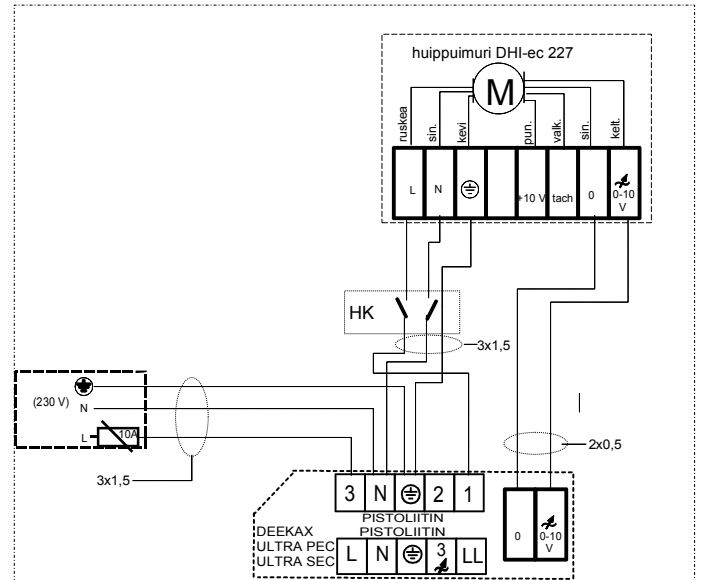 huippuimuri DHI-ec 227
M
ruskea
sin.
kevi
pun.
valk.
sin.
kelt.
L
N
+10 V
tach
0
0-10
V
HK
3x1,5
(230 V)
N
L
10A
3x1,5
2x0,5
3 N 2 1
PISTOLIITIN
DEEKAX PISTOLIITIN
ULTRA PEC
ULTRA SEC
L N 3 LL
0
0-10
V